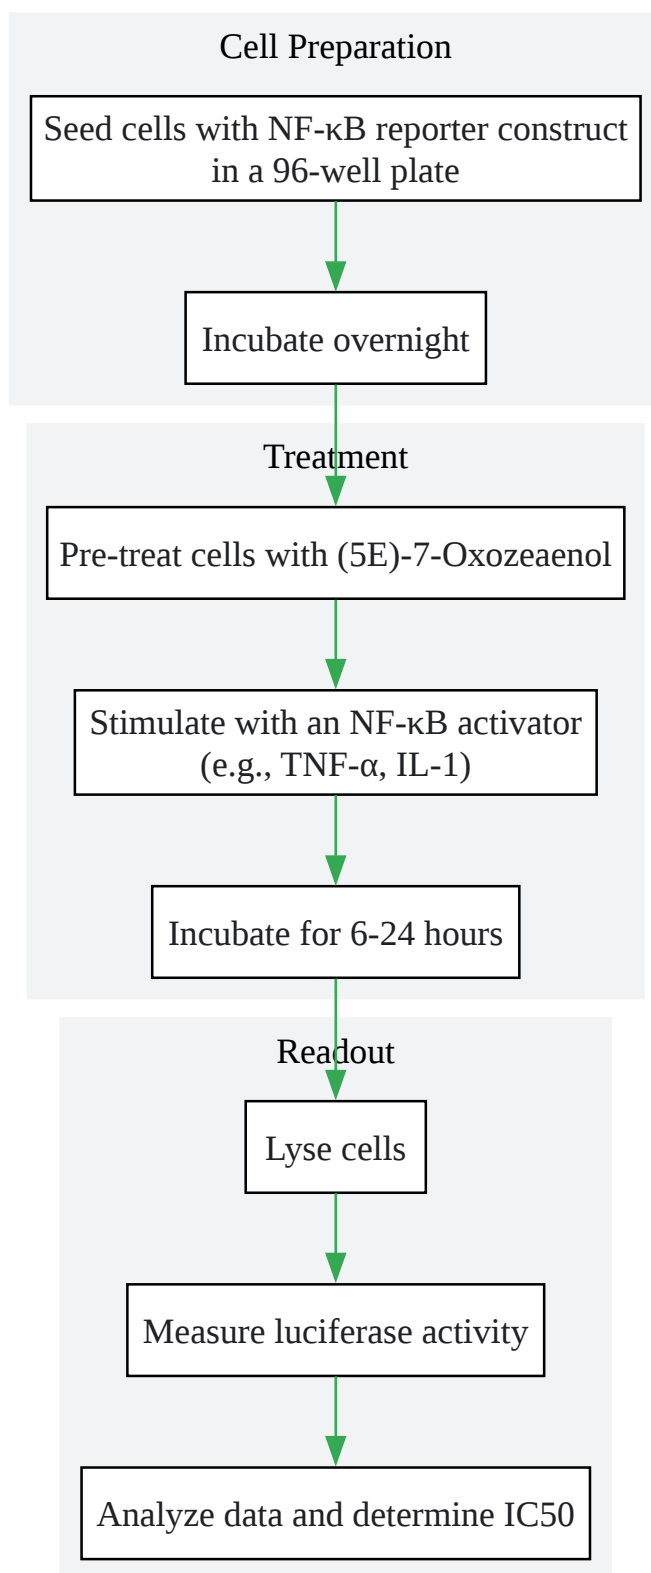 Cell Preparation
Seed cells with NF-κB reporter construct
in a 96-well plate
Incubate overnight
Treatment
Pre-treat cells with (5E)-7-Oxozeaenol
Stimulate with an NF-κB activator
(e.g., TNF-α, IL-1)
Incubate for 6-24 hours
Readout
Lyse cells
Measure luciferase activity
Analyze data and determine IC50